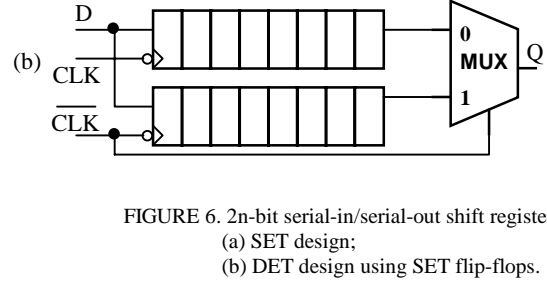 D
0
Q
(b)
MUX
CLK
1
CLK
FIGURE 6. 2n-bit serial-in/serial-out shift registe
(a) SET design;
(b) DET design using SET flip-flops.